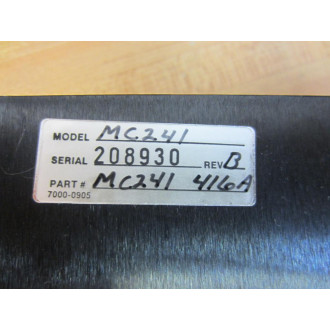 MODEL MC241
SERIAL 208930 REV B
PART # MC241 416A
7000-0905